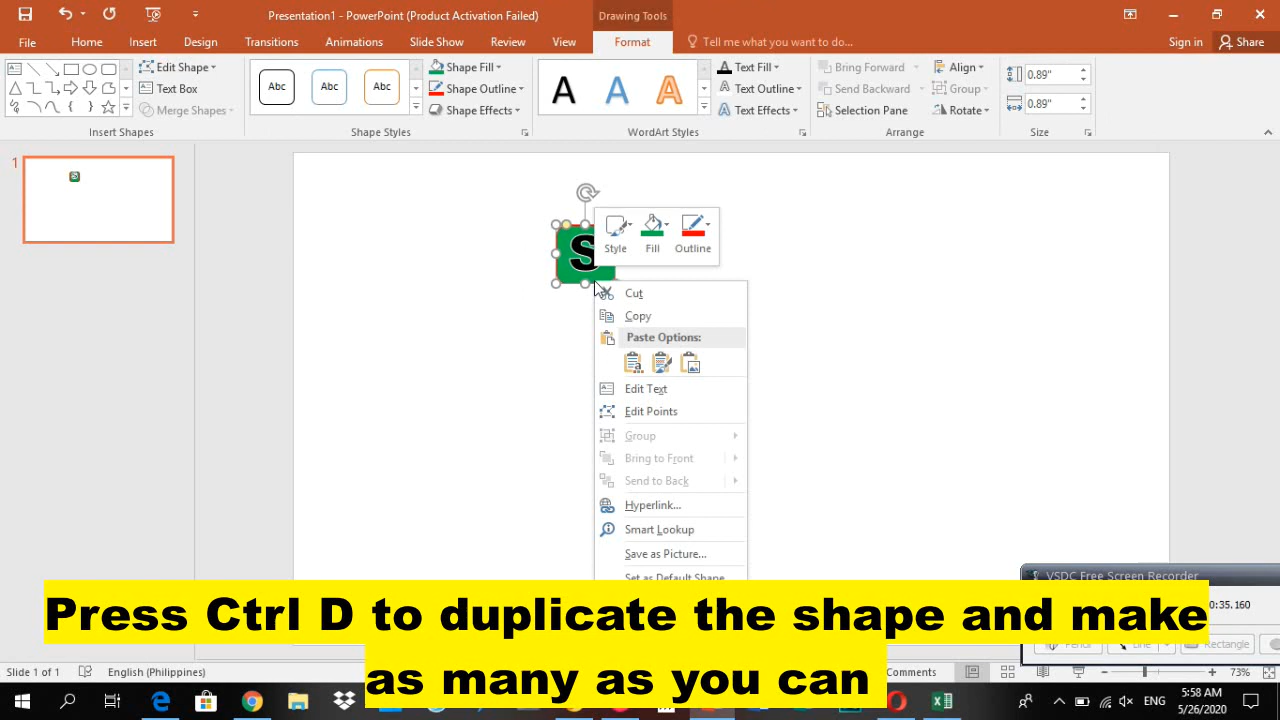 Presentation1 - PowerPoint (Product Activation Failed)
Drawing Tools
File Home Insert Design Transitions Animations Slide Show Review View Format Tell me what you want to do... Sign in Share
Edit Shape
Text Box
Merge Shapes
Insert Shapes
Abc Abc Abc
Shape Fill
Shape Outline
Shape Effects
Shape Styles
A A A
Text Fill
Text Outline
Text Effects
WordArt Styles
Bring Forward
Send Backward
Selection Pane
Align
Group
Rotate
Arrange
0.89"
0.89"
Size
1
S
S
Style Fill Outline
Cut
Copy
Paste Options:
Edit Text
Edit Points
Group
Bring to Front
Send to Back
Hyperlink...
Smart Lookup
Save as Picture...
Set as Default Shape
VSDC Free Screen Recorder
0:35.160
Pencil Line Rectangle
Press Ctrl D to duplicate the shape and make
as many as you can
Slide 1 of 1 English (Philippines) Comments 73%
ENG
5:58 AM
5/26/2020